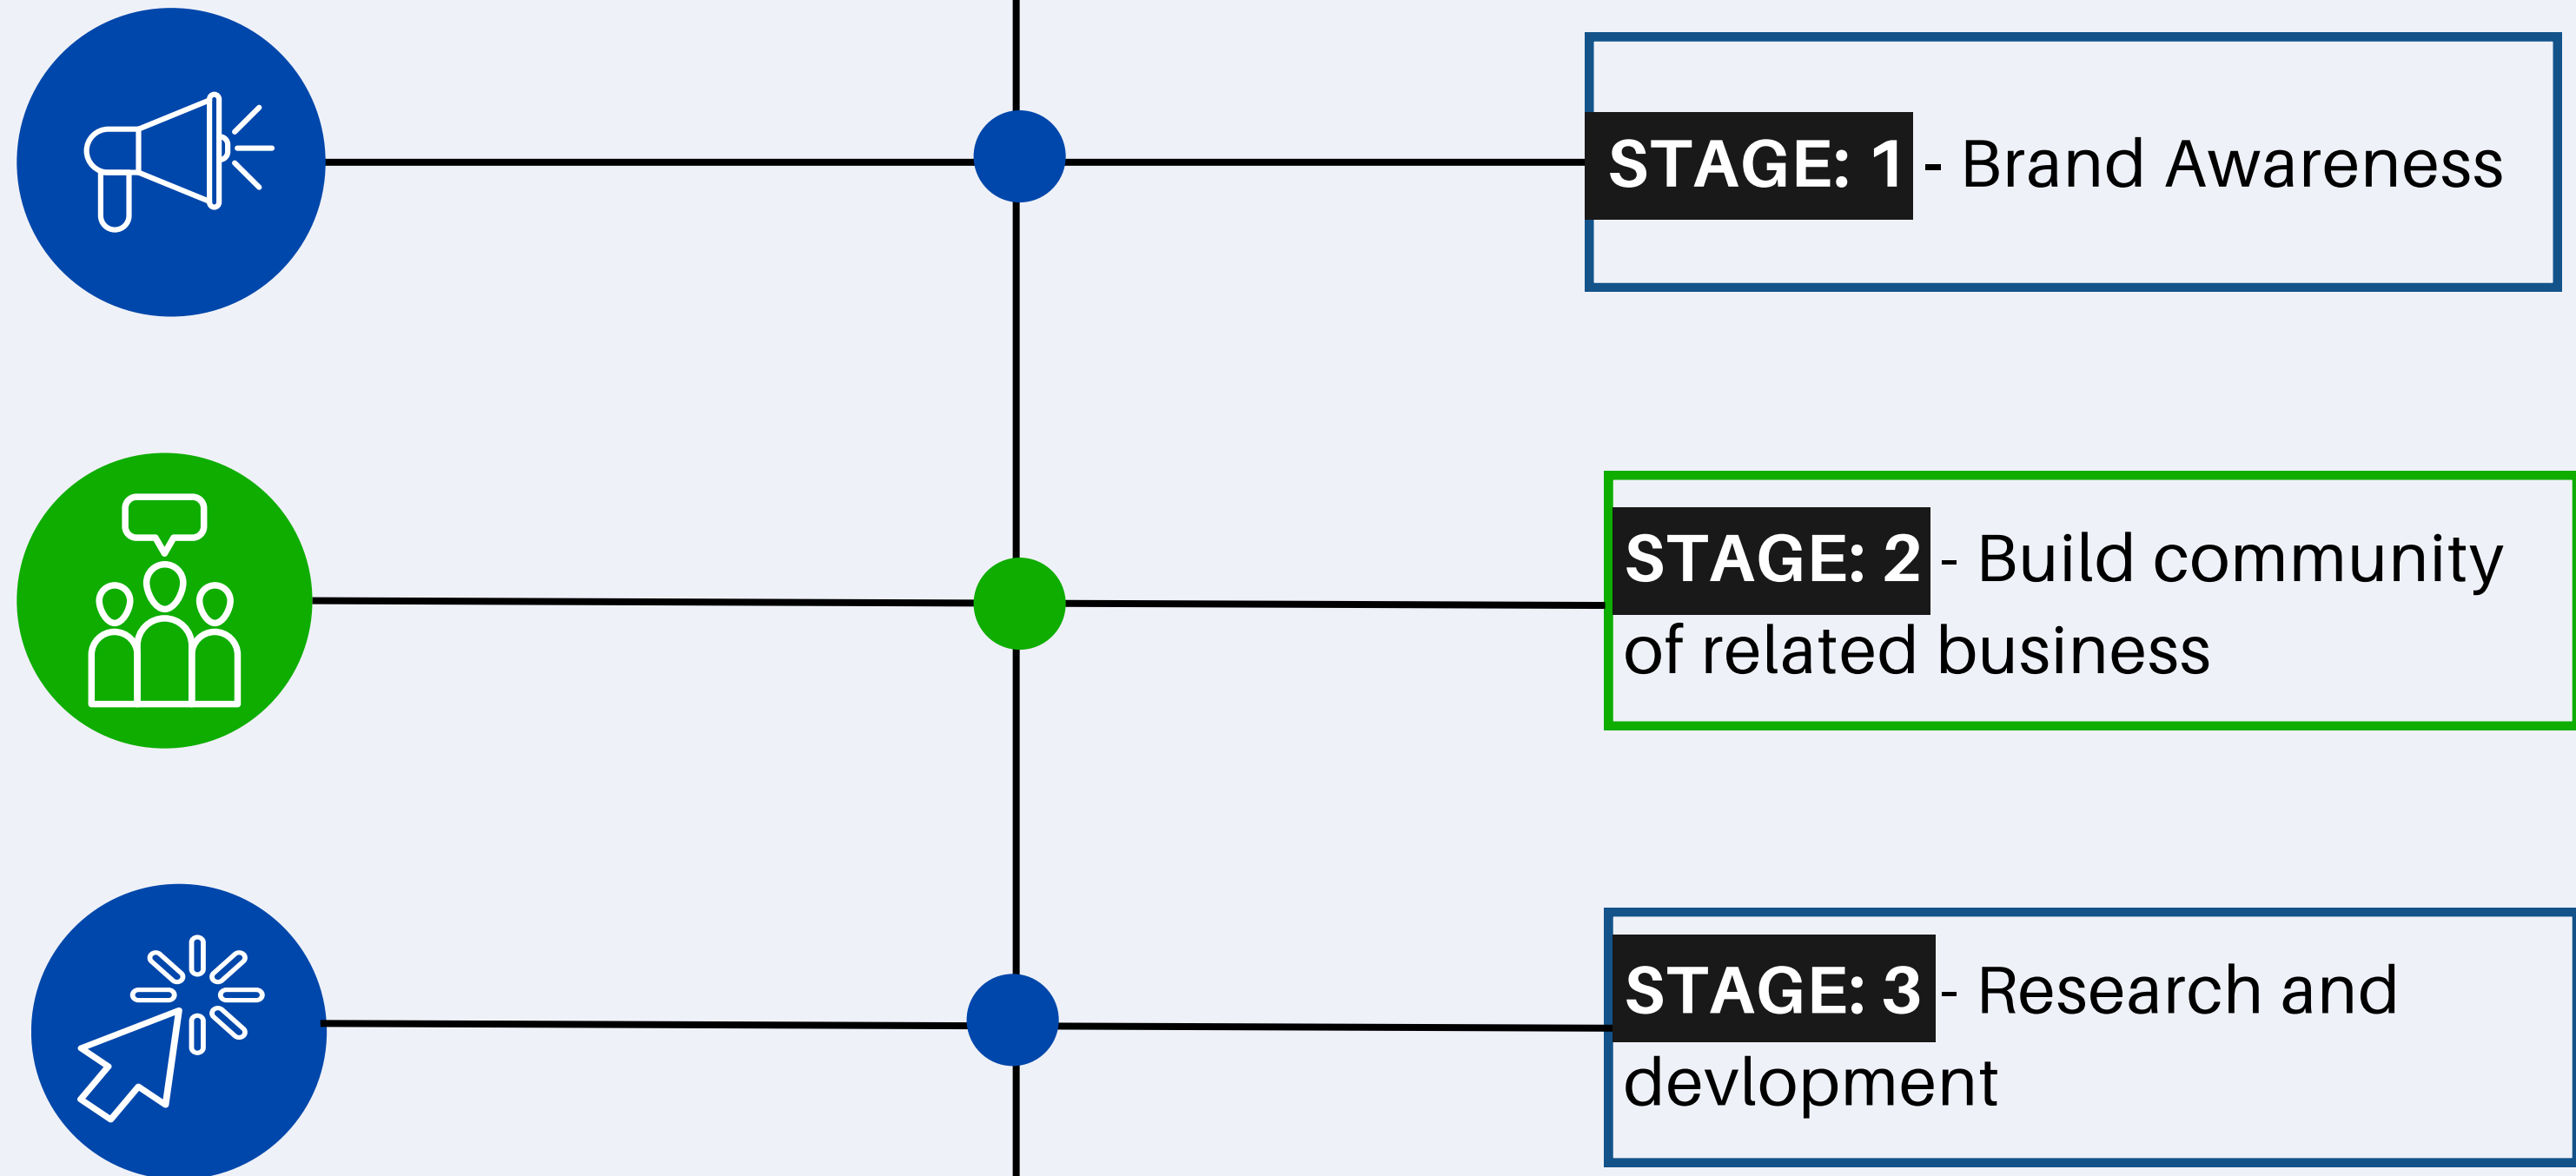 STAGE: 1 - Brand Awareness
STAGE: 2 - Build community
of related business
STAGE: 3 - Research and
devlopment